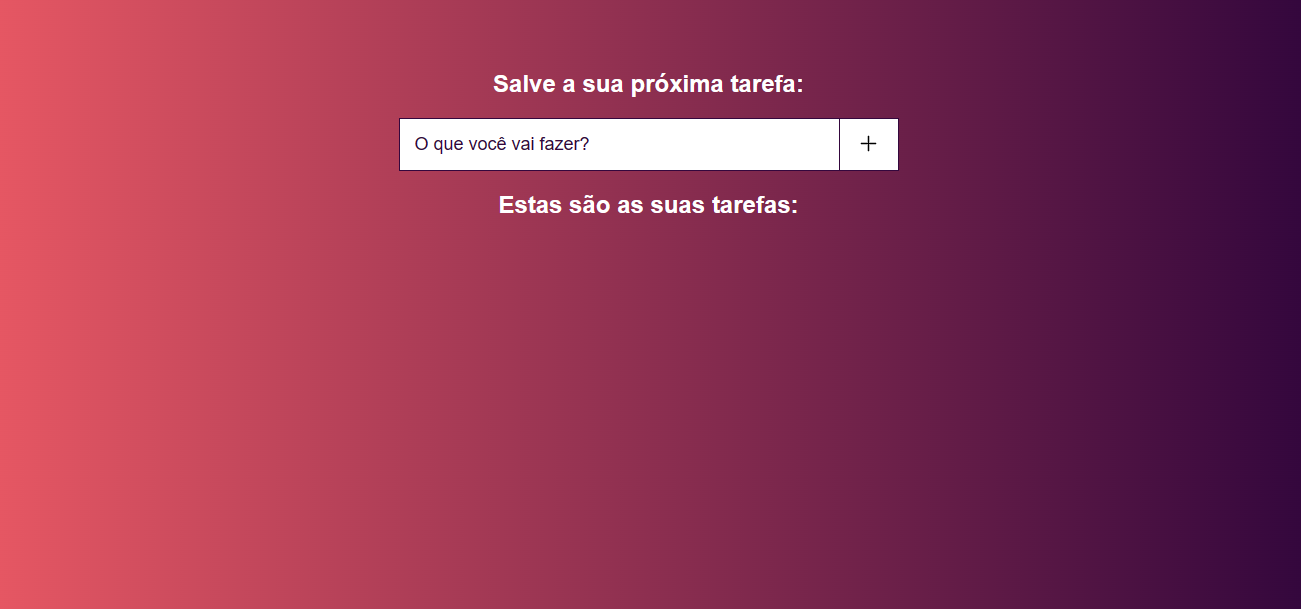 Salve a sua próxima tarefa:
O que você vai fazer?
Estas são as suas tarefas: